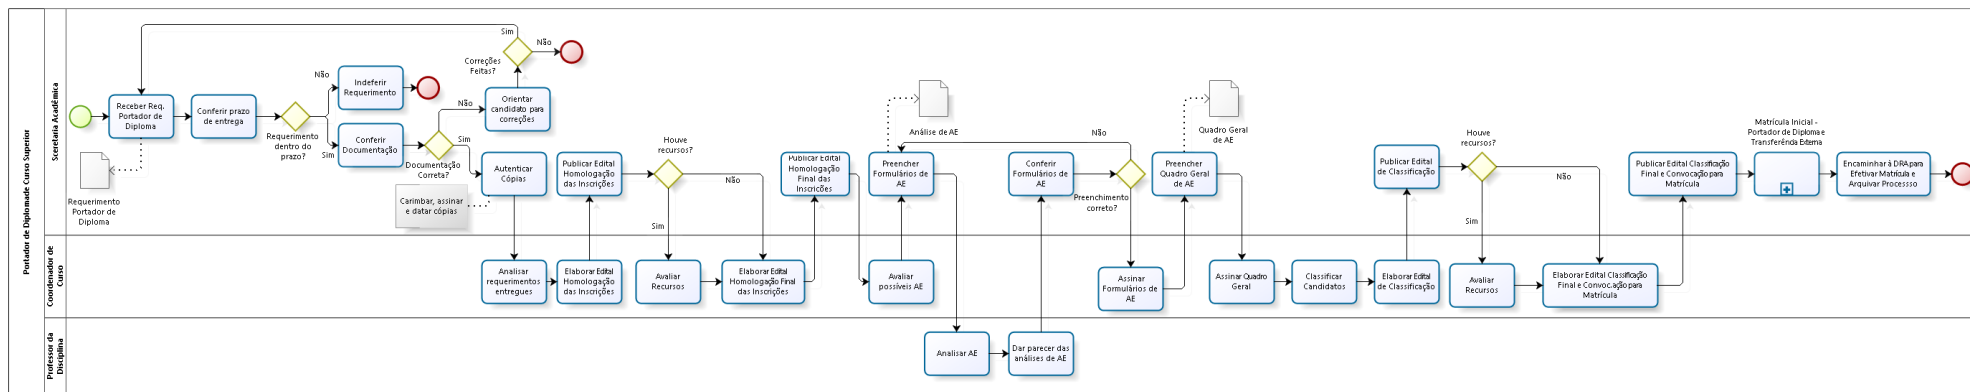 Portador de Diploma de Curso Superior
Sceretaria Acadêmica
Receber Req.
Portador de
Diploma
Requerimento
Portador de
Diploma
Conferir prazo
de entrega
Requerimento
dentro do
prazo?
Não
Sim
Indeferir
Requerimento
Conferir
Documentação
Documentação
Correta?
Não
Sim
Orientar
candidato para
correções
Correções
Feitas?
Sim
Não
Autenticar
Cópias
Carimbar, assinar
e datar cópias
Publicar Edital
Homologação
das Inscrições
Houve
recursos?
Não
Sim
Publicar Edital
Homologação
Final das
Inscrições
Preencher
Formulários de
AE
Análise de AE
Conferir
Formulários de
AE
Não
Preenchimento
correto?
Preencher
Quadro Geral
de AE
Quadro Geral
de AE
Publicar Edital
de Classificação
Houve
recursos?
Não
Sim
Publicar Edital Classificação
Final e Convocação para
Matrícula
Matrícula Inicial -
Portador de Diploma e
Transferênda Externa
Encaminhar à DRA para
Efetivar Matrícula e
Arquivar Processso
Coordenador de
Curso
Analisar
requerimentos
entregues
Elaborar Edital
Homologação
das Inscrições
Avaliar
Recursos
Elaborar Edital
Homologação Final
das Inscrições
Avaliar
possíveis AE
Assinar
Formulários de
AE
Assinar Quadro
Geral
Classificar
Candidatos
Elaborar Edital
de Classificação
Avaliar
Recursos
Elaborar Edital Classificação
Final e Convoc.ação para
Matrícula
Professor da
Disciplina
Analisar AE
Dar parecer das
análises de AE